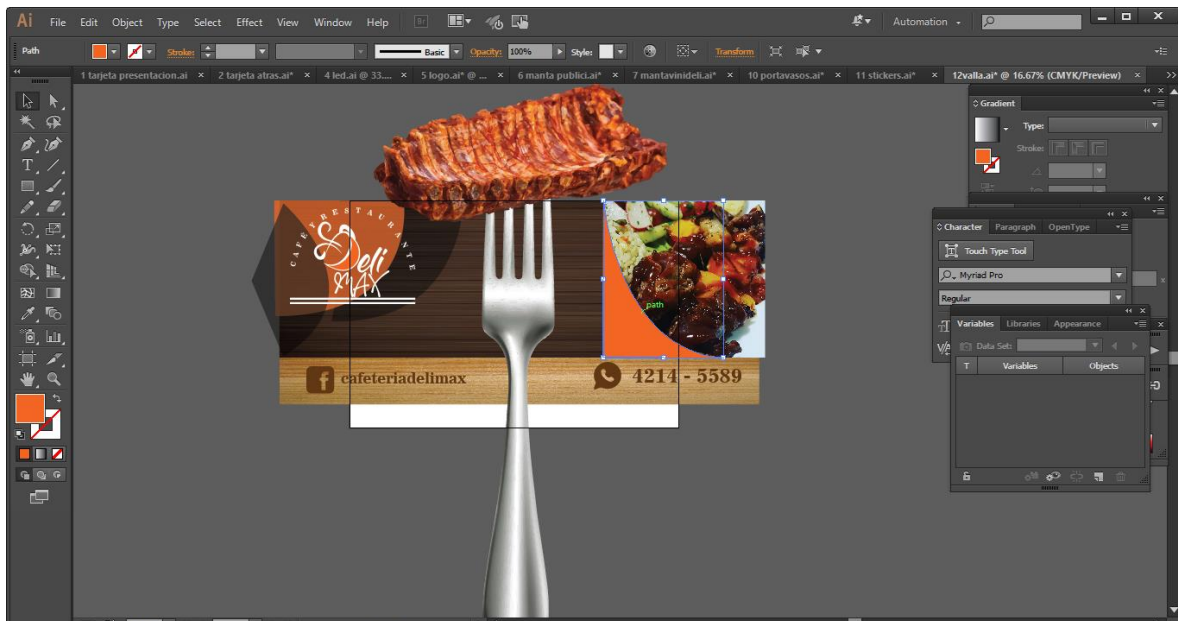 Ai File Edit Object Type Select Effect View Window Help Br Automation
Path Stroke: Basic Opacity: 100% Style: Transform
1 tarjeta presentacion.ai × 2 tarjeta atras.ai* × 4 led.ai @ 33.... × 5 logo.ai* @ ... × 6 manta publici.ai* × 7 mantavinideli.ai* × 10 portavasos.ai* × 11 stickers.ai* × 12valla.ai* @ 16.67% (CMYK/Preview) ×
Gradient
Type:
Stroke:
Character Paragraph OpenType
Touch Type Tool
Myriad Pro
Regular
Variables Libraries Appearance
Data Set:
T Variables Objects
CAFE Y RESTAURANTE
Deli
MAX
path
f cafeteriadelimax
4214 - 5589